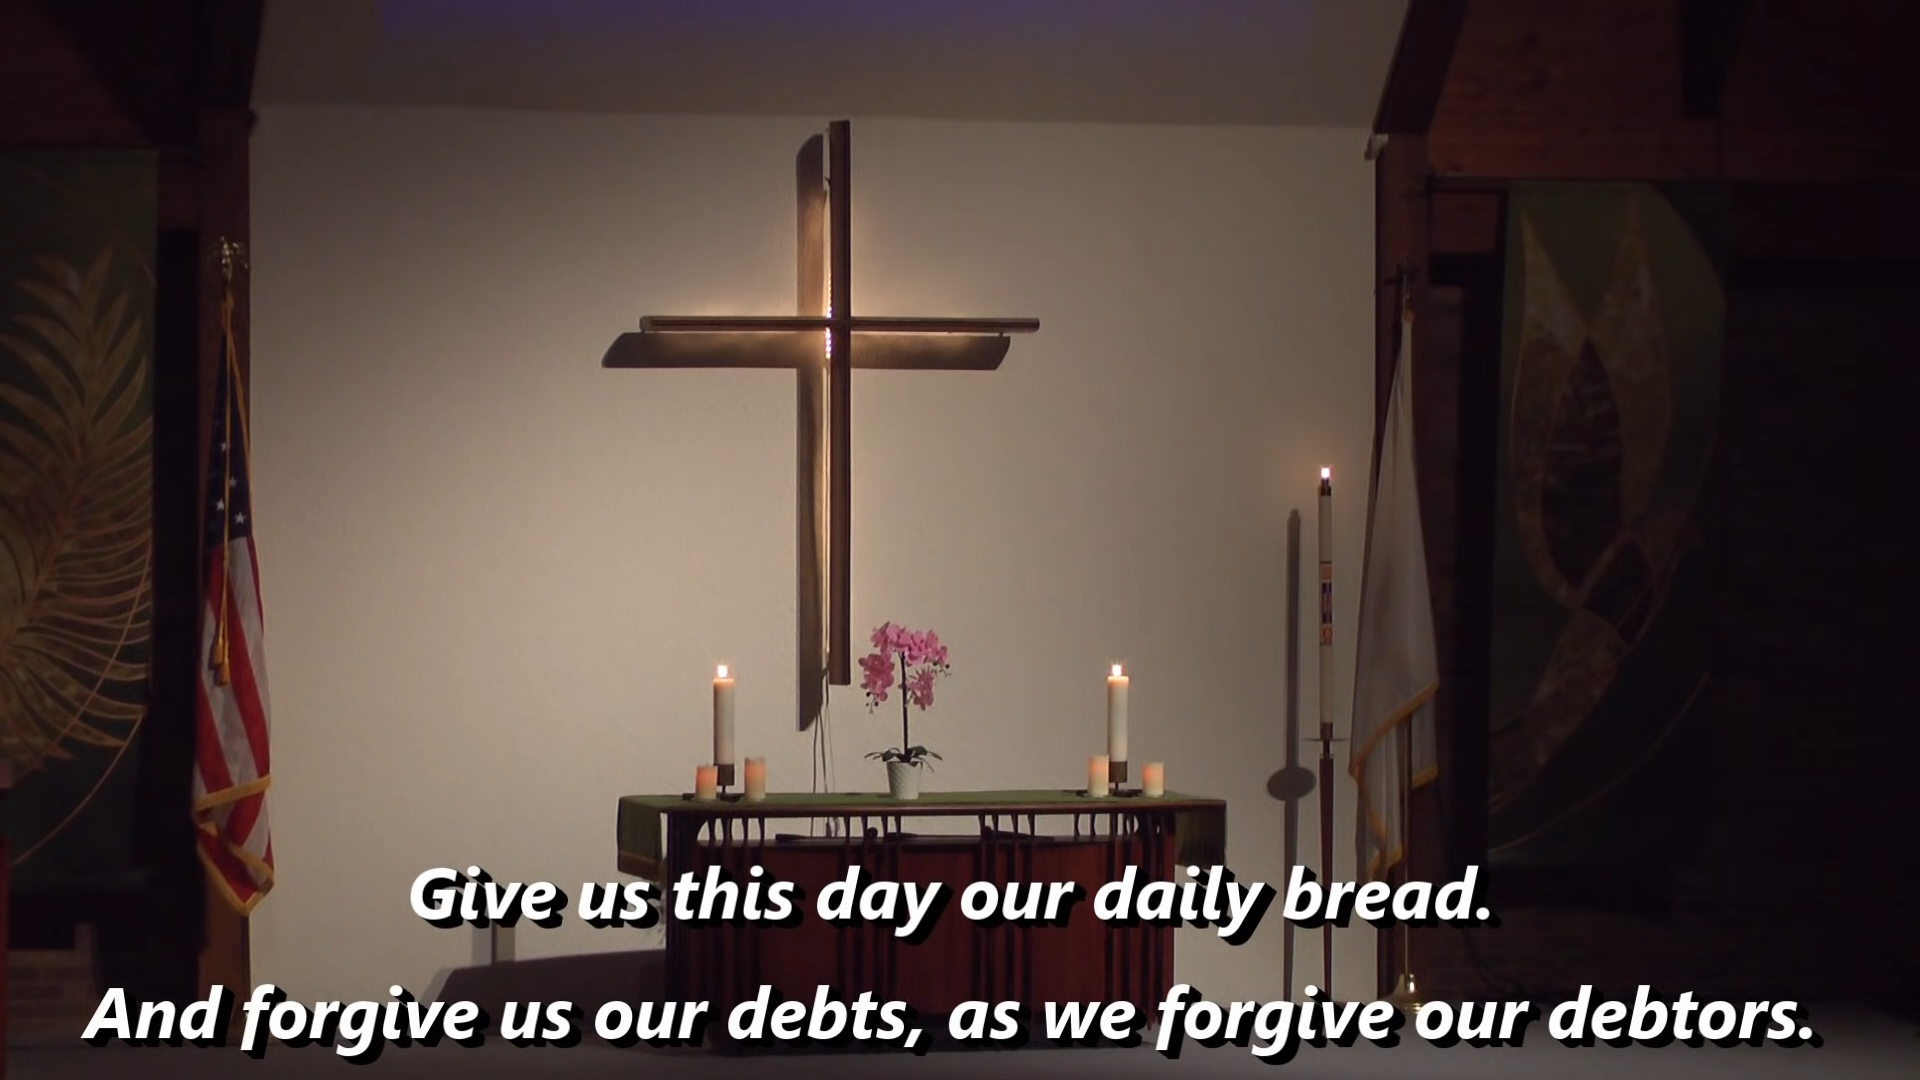 Give us this day our daily bread.
And forgive us our debts, as we forgive our debtors.